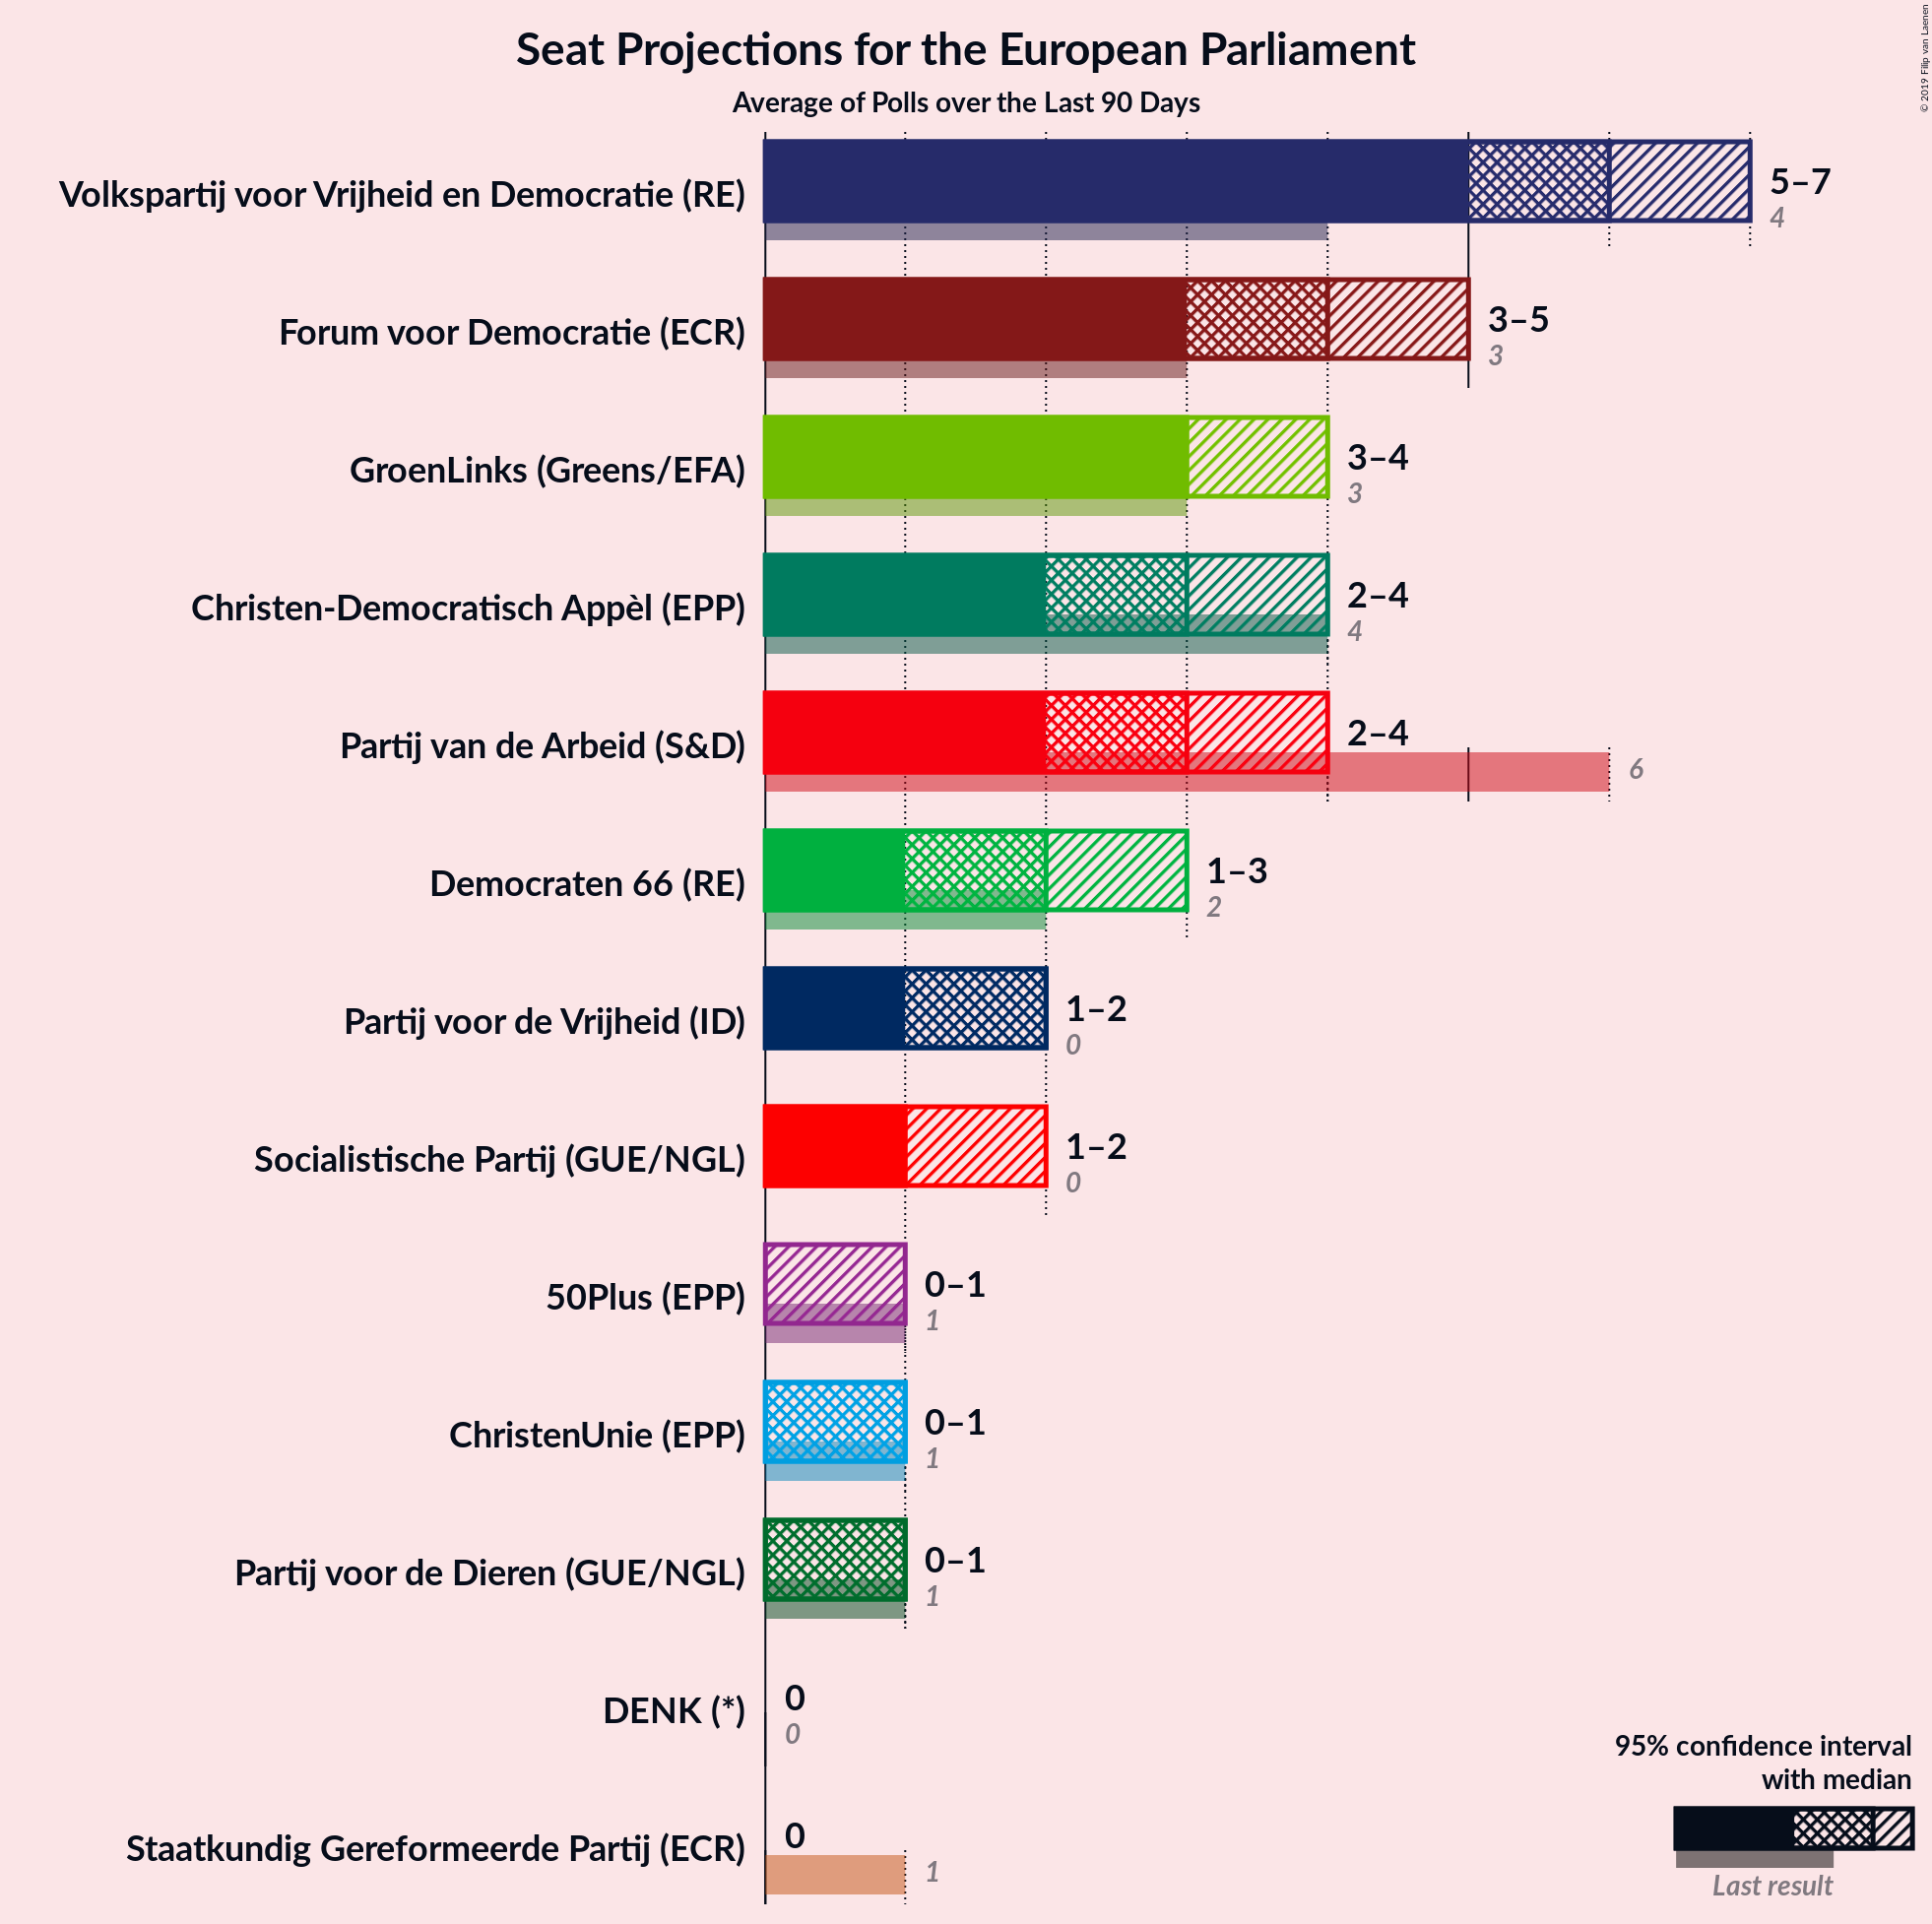 Seat Projections for the European Parliament
Average of Polls over the Last 90 Days
© 2019 Filip van Laenen
Volkspartij voor Vrijheid en Democratie (RE)
5–7
4
Forum voor Democratie (ECR)
3–5
3
GroenLinks (Greens/EFA)
3–4
3
Christen-Democratisch Appèl (EPP)
2–4
4
Partij van de Arbeid (S&D)
2–4
6
Democraten 66 (RE)
1–3
2
Partij voor de Vrijheid (ID)
1–2
0
Socialistische Partij (GUE/NGL)
1–2
0
50Plus (EPP)
0–1
1
ChristenUnie (EPP)
0–1
1
Partij voor de Dieren (GUE/NGL)
0–1
1
DENK (*)
0
0
Staatkundig Gereformeerde Partij (ECR)
0
1
95% confidence interval
with median
Last result